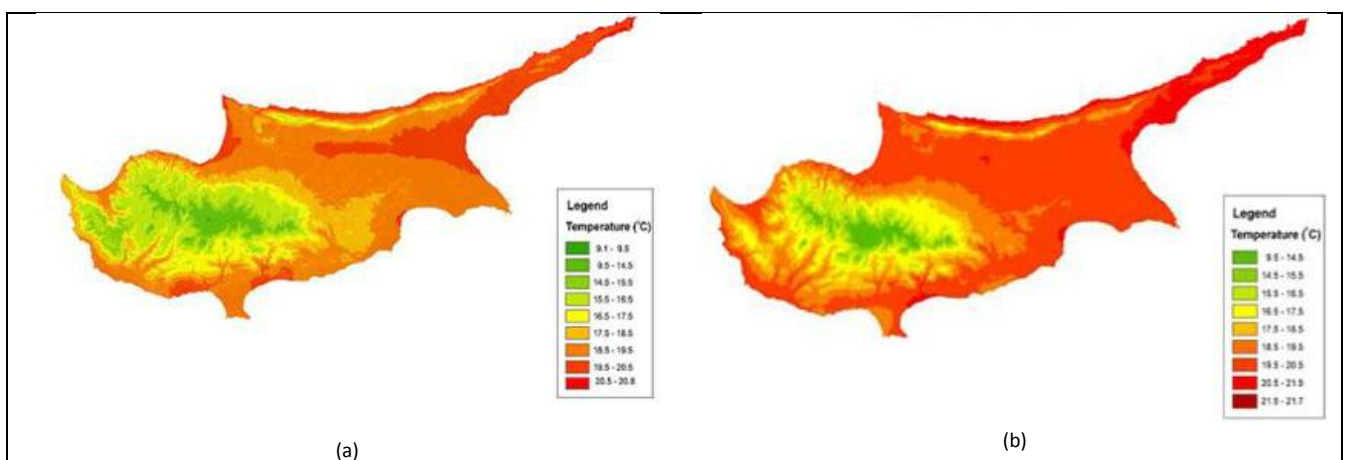 Legend
Temperature (°C)
9.1 - 9.5
9.5 - 14.5
14.5 - 15.5
15.5 - 16.5
16.5 - 17.5
17.5 - 18.5
18.5 - 19.5
19.5 - 20.5
20.5 - 20.8
(a)
Legend
Temperature (°C)
9.5 - 14.5
14.5 - 15.5
15.5 - 16.5
16.5 - 17.5
17.5 - 18.5
18.5 - 19.5
19.5 - 20.5
20.5 - 21.5
21.5 - 21.7
(b)